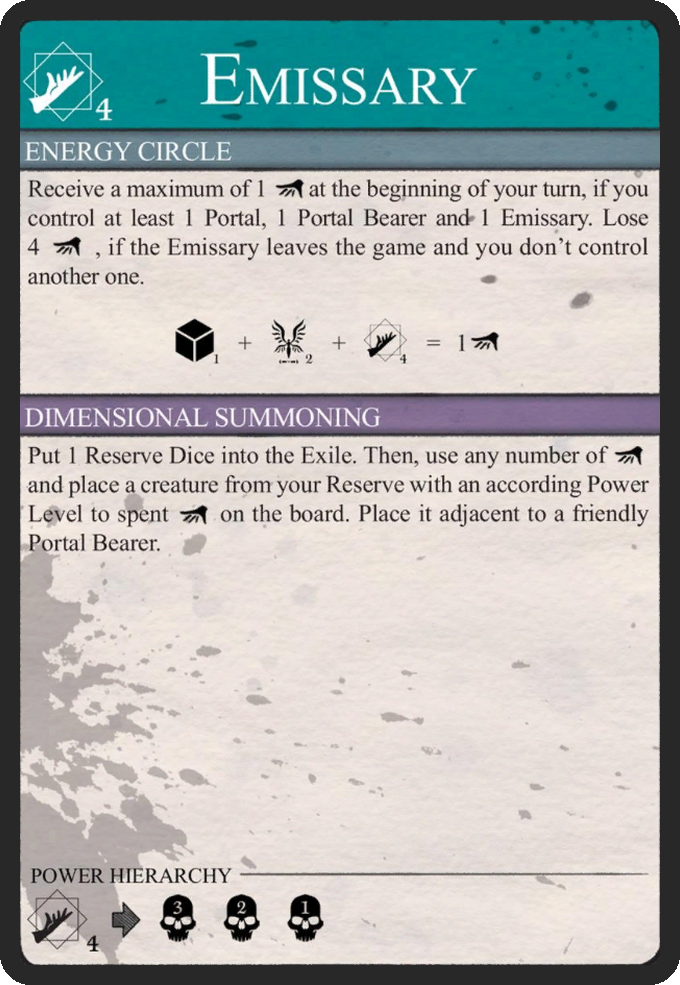 4
EMISSARY
ENERGY CIRCLE
Receive a maximum of 1 at the beginning of your turn, if you
control at least 1 Portal, 1 Portal Bearer and 1 Emissary. Lose
4 , if the Emissary leaves the game and you don't control
another one.
1 + 2 + 4 = 1
DIMENSIONAL SUMMONING
Put 1 Reserve Dice into the Exile. Then, use any number of
and place a creature from your Reserve with an according Power
Level to spent on the board. Place it adjacent to a friendly
Portal Bearer.
POWER HIERARCHY
4 3 2 1